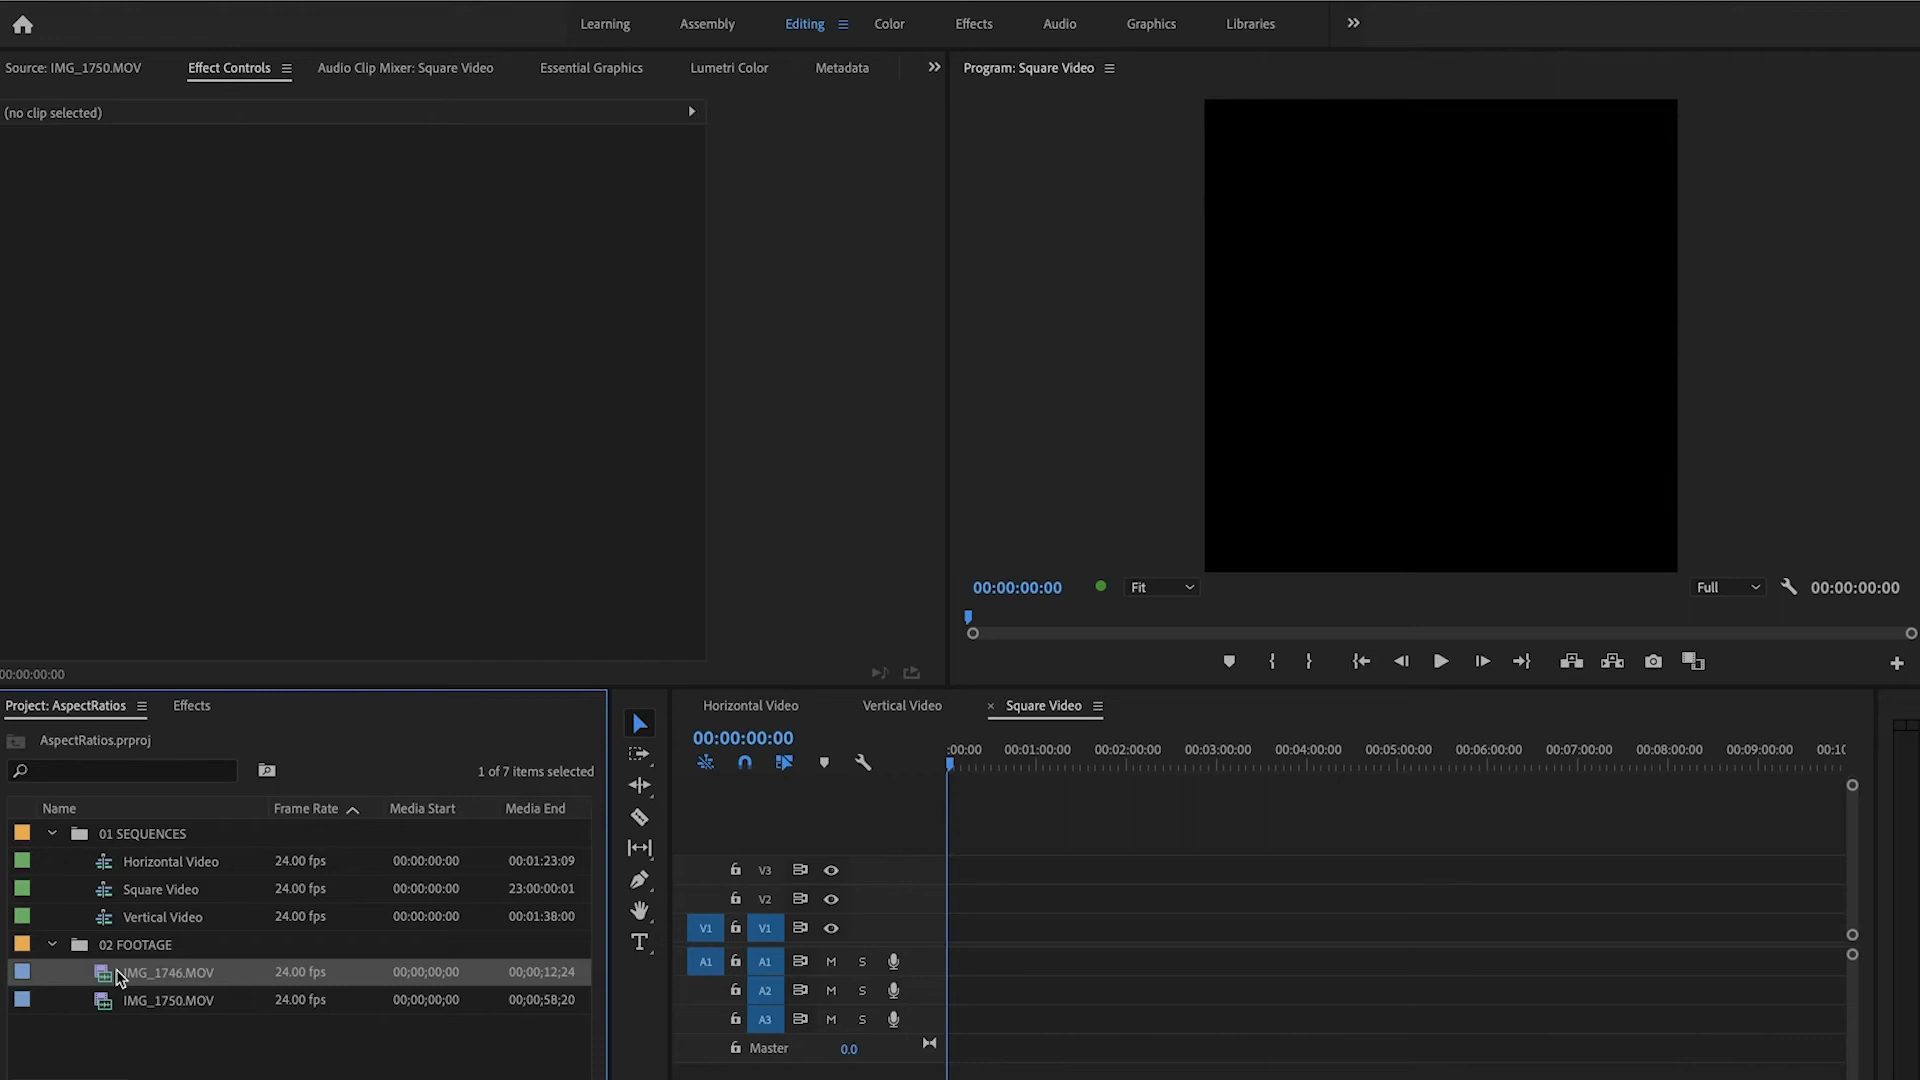 Learning Assembly Editing Color Effects Audio Graphics Libraries
Source: IMG_1750.MOV Effect Controls Audio Clip Mixer: Square Video Essential Graphics Lumetri Color Metadata
Program: Square Video
(no clip selected)
00:00:00:00 Fit Full 00:00:00:00
00:00:00:00
Project: AspectRatios Effects
AspectRatios.prproj
1 of 7 items selected
Name Frame Rate Media Start Media End
01 SEQUENCES
Horizontal Video 24.00 fps 00:00:00:00 00:01:23:09
Square Video 24.00 fps 00:00:00:00 23:00:00:01
Vertical Video 24.00 fps 00:00:00:00 00:01:38:00
02 FOOTAGE
IMG_1746.MOV 24.00 fps 00;00;00;00 00;00;12;24
IMG_1750.MOV 24.00 fps 00;00;00;00 00;00;58;20
Horizontal Video Vertical Video × Square Video
00:00:00:00
:00:00 00:01:00:00 00:02:00:00 00:03:00:00 00:04:00:00 00:05:00:00 00:06:00:00 00:07:00:00 00:08:00:00 00:09:00:00 00:10
V3
V2
V1 V1
A1 A1 M S
A2 M S
A3 M S
Master 0.0
T